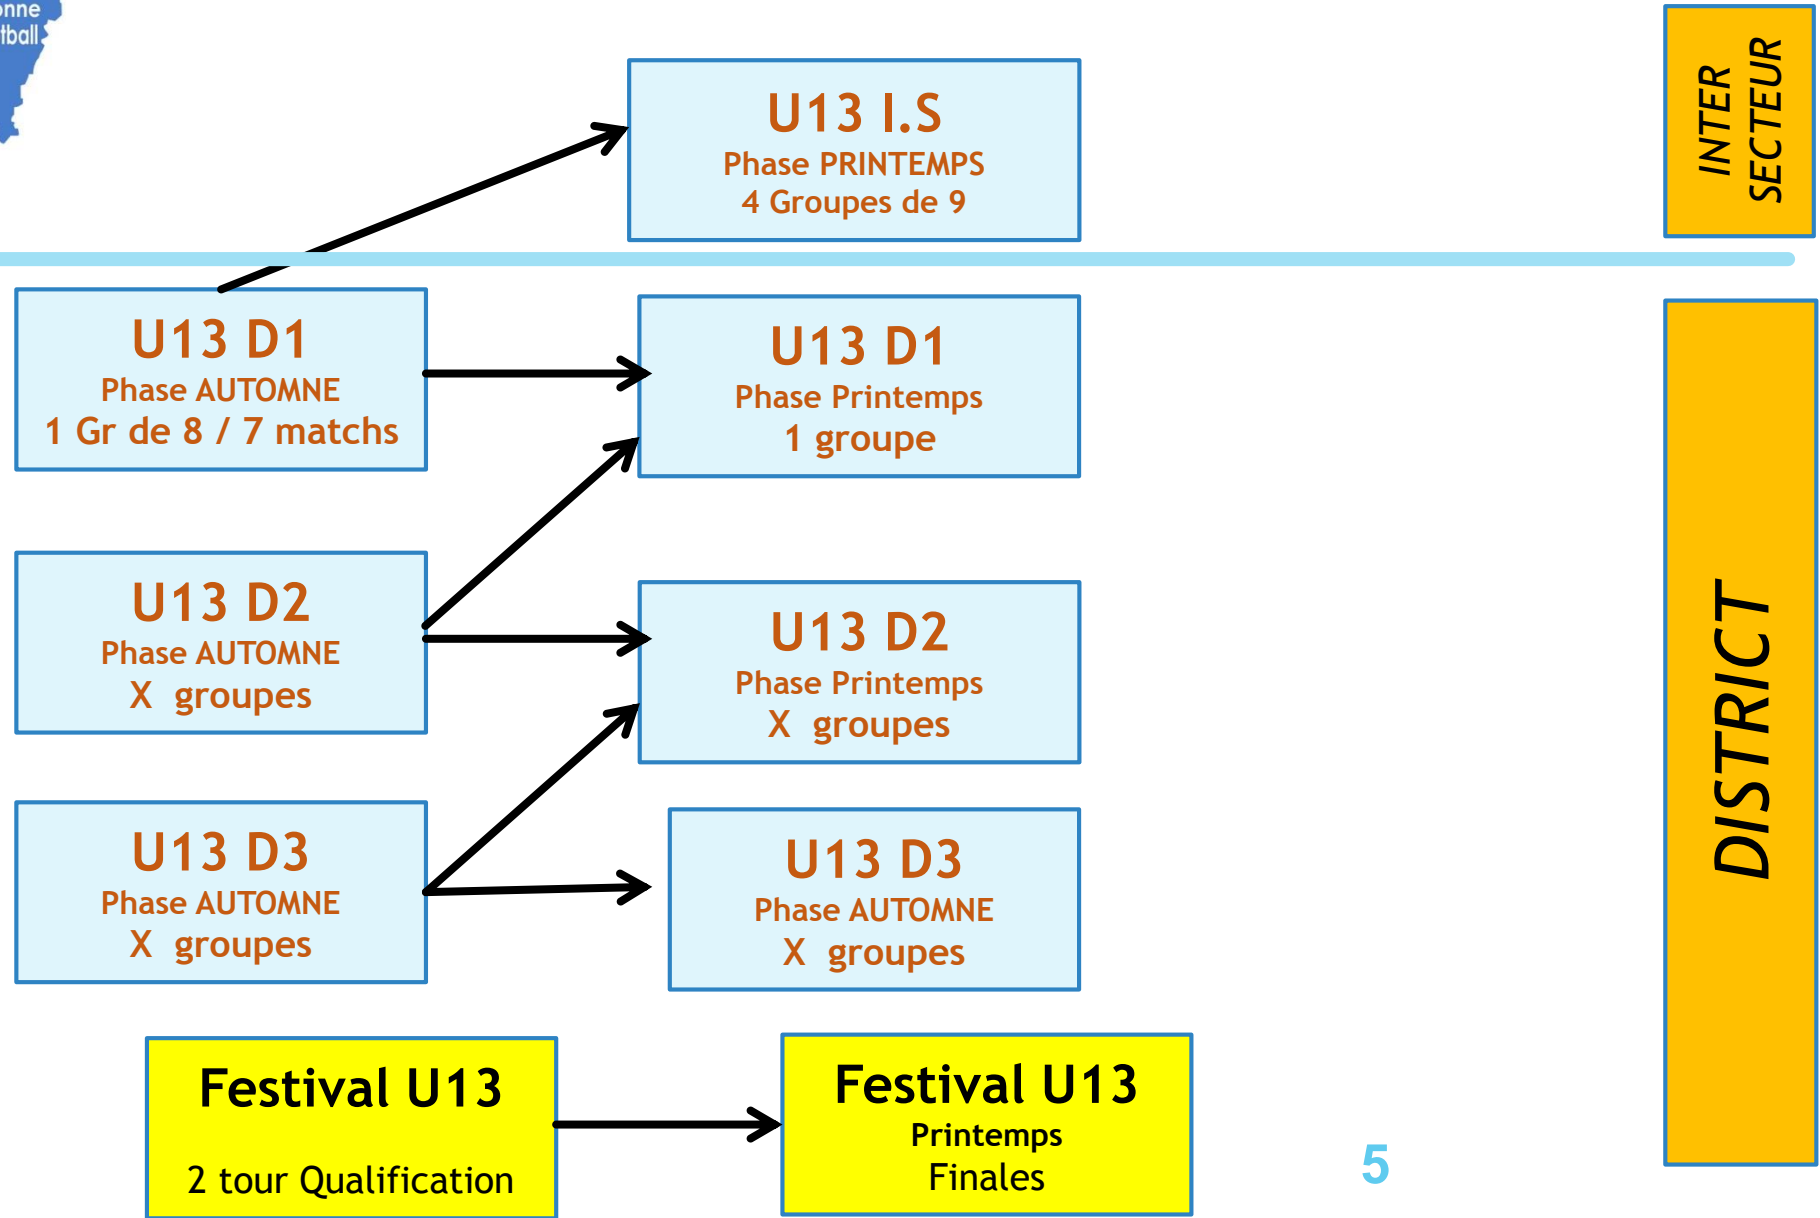 tball
INTER
SECTEUR
U13 I.S
Phase PRINTEMPS
4 Groupes de 9
U13 D1
Phase AUTOMNE
1 Gr de 8 / 7 matchs
U13 D1
Phase Printemps
1 groupe
U13 D2
Phase AUTOMNE
X groupes
U13 D2
Phase Printemps
X groupes
U13 D3
Phase AUTOMNE
X groupes
U13 D3
Phase AUTOMNE
X groupes
DISTRICT
Festival U13
2 tour Qualification
Festival U13
Printemps
Finales
5